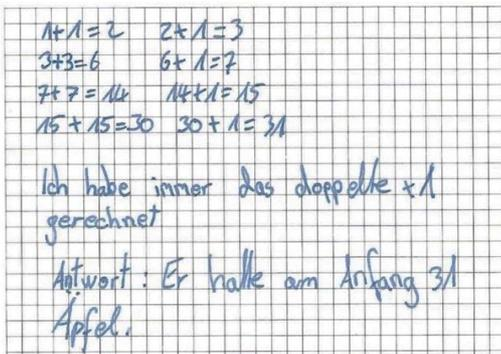 1+1=2 2+1=3
3+3=6 6+1=7
7+7=14 14+1=15
15+15=30 30+1=31
Ich habe immer das doppelte +1
gerechnet
Antwort: Er hatte am Anfang 31
Äpfel.